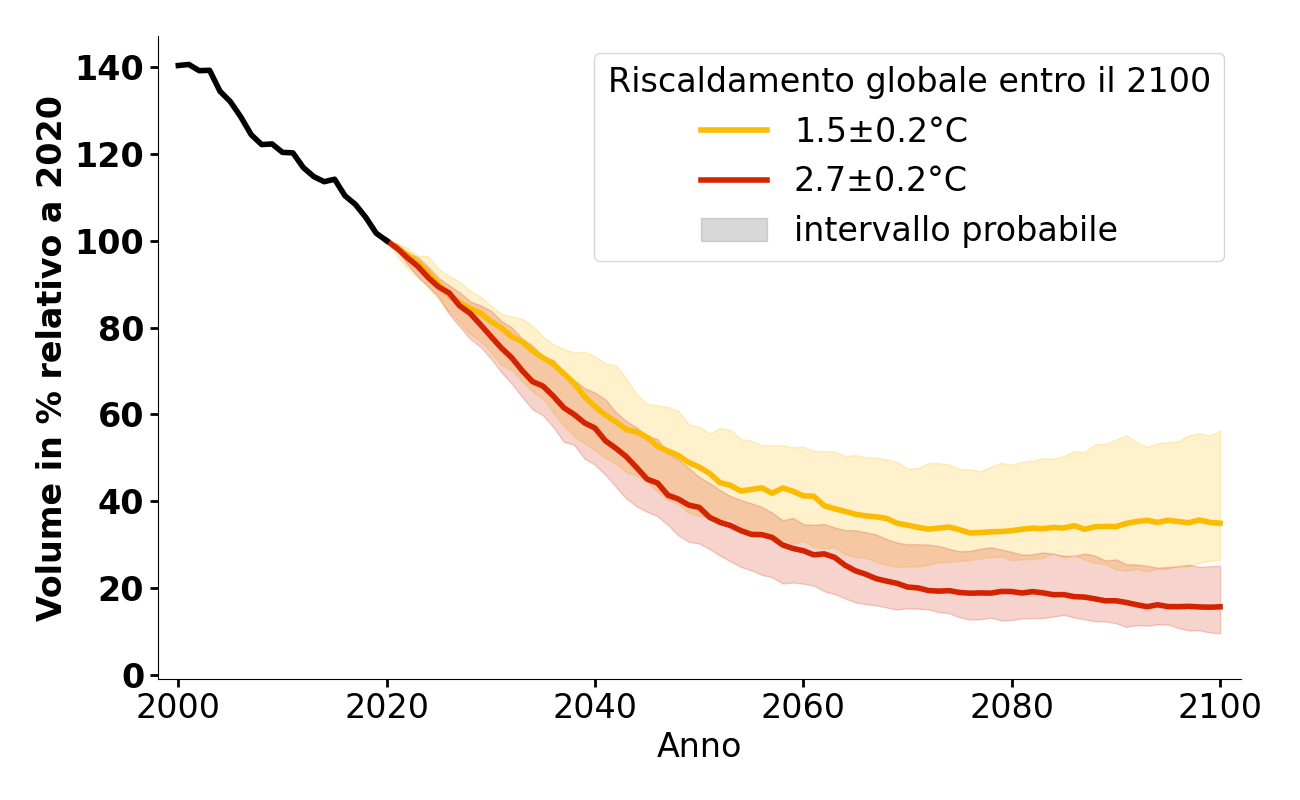 Riscaldamento globale entro il 2100
1.5±0.2°C
2.7±0.2°C
intervallo probabile
Volume in % relativo a 2020
140
120
100
80
60
40
20
0
2000 2020 2040 2060 2080 2100
Anno